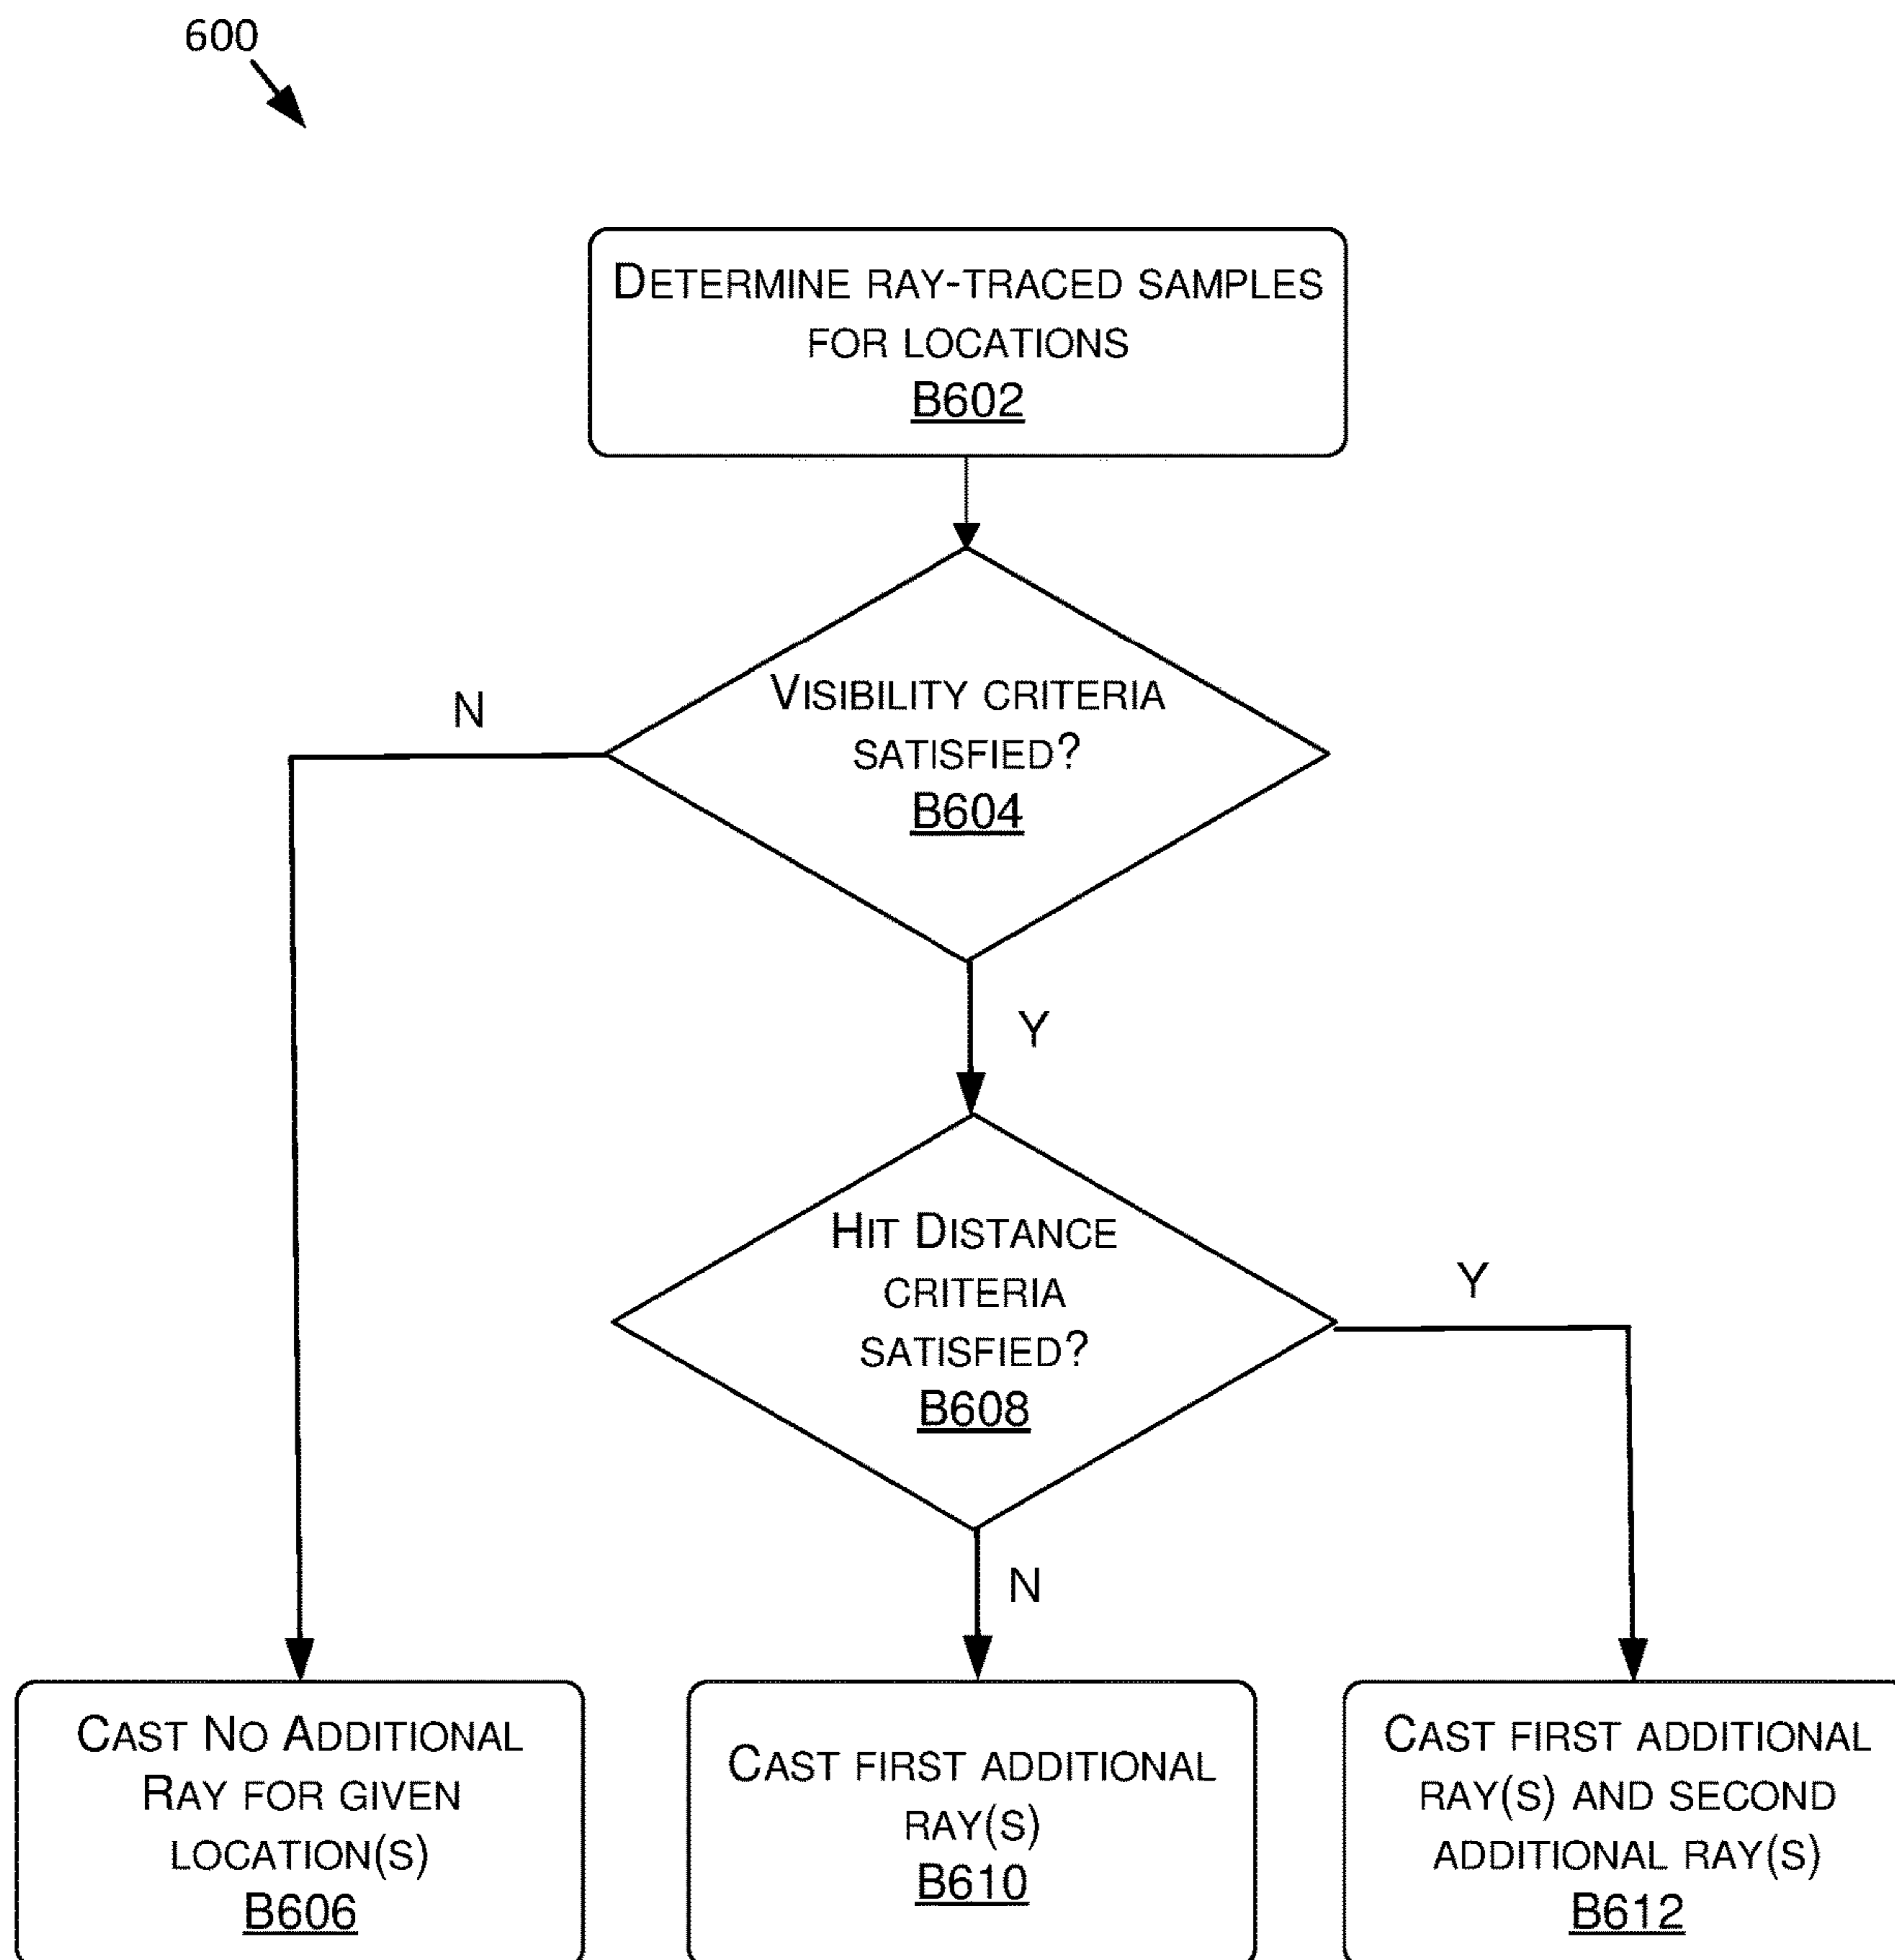 600
DETERMINE RAY-TRACED SAMPLES
FOR LOCATIONS
B602
VISIBILITY CRITERIA
SATISFIED?
B604
N
Y
HIT DISTANCE
CRITERIA
SATISFIED?
B608
Y
N
CAST NO ADDITIONAL
RAY FOR GIVEN
LOCATION(S)
B606
CAST FIRST ADDITIONAL
RAY(S)
B610
CAST FIRST ADDITIONAL
RAY(S) AND SECOND
ADDITIONAL RAY(S)
B612